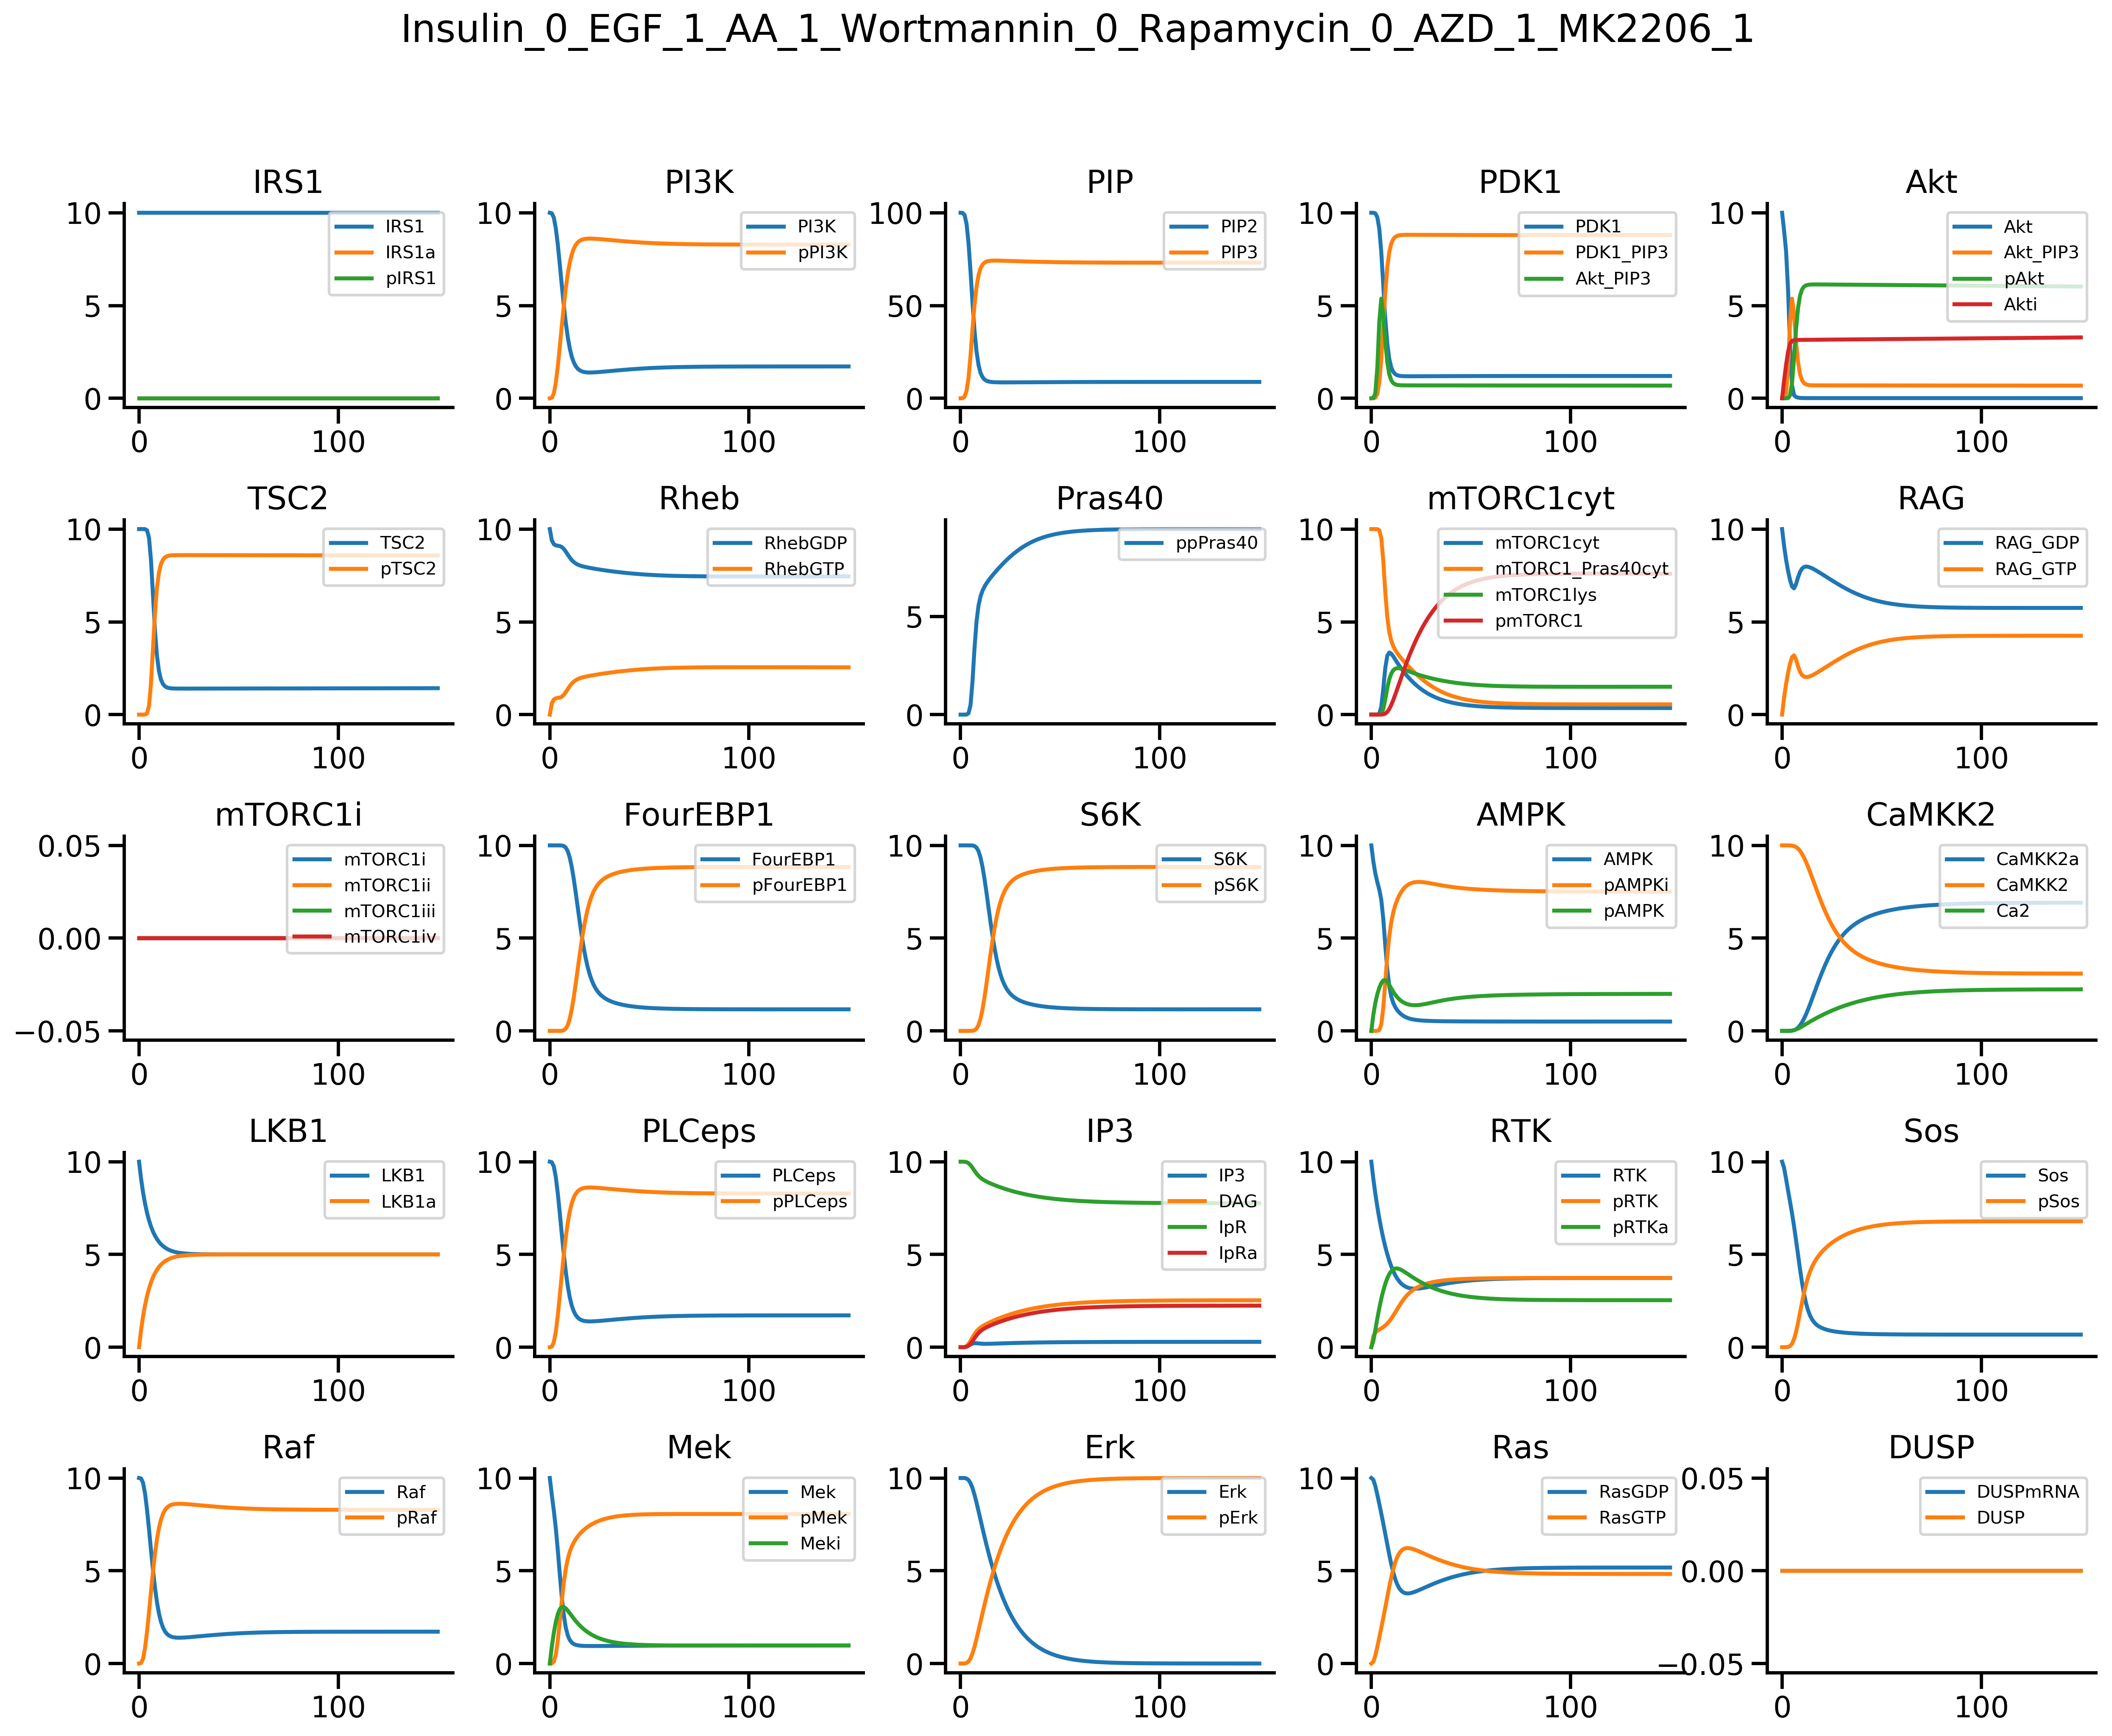 Insulin_0_EGF_1_AA_1_Wortmannin_0_Rapamycin_0_AZD_1_MK2206_1
IRS1
10
5
0
0
100
IRS1
IRS1a
pIRS1
PI3K
10
5
0
0
100
PI3K
pPI3K
PIP
100
50
0
0
100
PIP2
PIP3
PDK1
10
5
0
0
100
PDK1
PDK1_PIP3
Akt_PIP3
Akt
10
5
0
0
100
Akt
Akt_PIP3
pAkt
Akti
TSC2
10
5
0
0
100
TSC2
pTSC2
Rheb
10
5
0
0
100
RhebGDP
RhebGTP
Pras40
5
0
0
100
ppPras40
mTORC1cyt
10
5
0
0
100
mTORC1cyt
mTORC1_Pras40cyt
mTORC1lys
pmTORC1
RAG
10
5
0
0
100
RAG_GDP
RAG_GTP
mTORC1i
0.05
0.00
−0.05
0
100
mTORC1i
mTORC1ii
mTORC1iii
mTORC1iv
FourEBP1
10
5
0
0
100
FourEBP1
pFourEBP1
S6K
10
5
0
0
100
S6K
pS6K
AMPK
10
5
0
0
100
AMPK
pAMPKi
pAMPK
CaMKK2
10
5
0
0
100
CaMKK2a
CaMKK2
Ca2
LKB1
10
5
0
0
100
LKB1
LKB1a
PLCeps
10
5
0
0
100
PLCeps
pPLCeps
IP3
10
5
0
0
100
IP3
DAG
IpR
IpRa
RTK
10
5
0
0
100
RTK
pRTK
pRTKa
Sos
10
5
0
0
100
Sos
pSos
Raf
10
5
0
0
100
Raf
pRaf
Mek
10
5
0
0
100
Mek
pMek
Meki
Erk
10
5
0
0
100
Erk
pErk
Ras
10
5
0
0
100
RasGDP
RasGTP
DUSP
0.05
0.00
−0.05
0
100
DUSPmRNA
DUSP